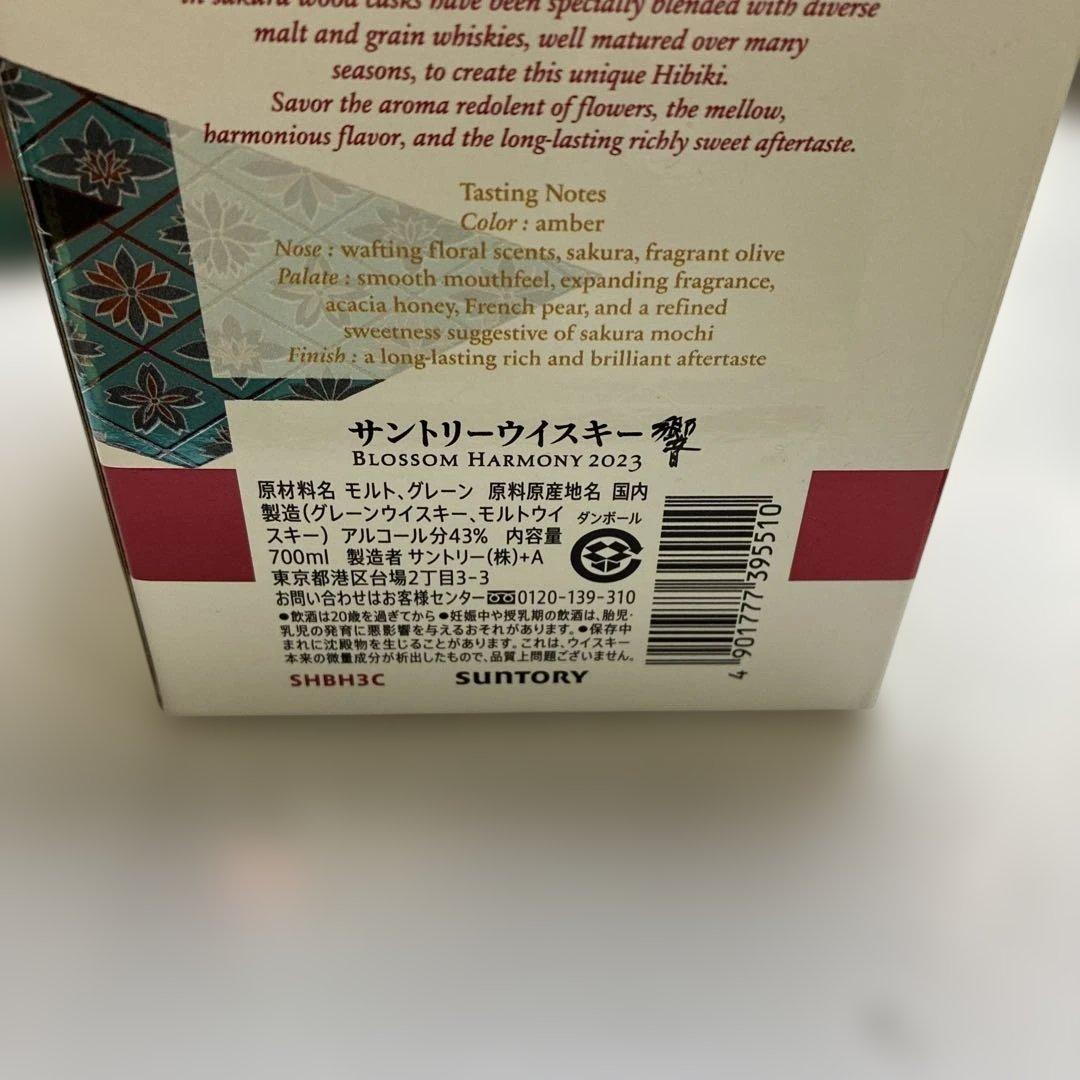 in sakura wood casks have been specially blended with diverse
malt and grain whiskies, well matured over many
seasons, to create this unique Hibiki.
Savor the aroma redolent of flowers, the mellow,
harmonious flavor, and the long-lasting richly sweet aftertaste.
Tasting Notes
Color : amber
Nose : wafting floral scents, sakura, fragrant olive
Palate : smooth mouthfeel, expanding fragrance,
acacia honey, French pear, and a refined
sweetness suggestive of sakura mochi
Finish : a long-lasting rich and brilliant aftertaste
サントリーウイスキー 響
BLOSSOM HARMONY 2023
原材料名 モルト、グレーン 原料原産地名 国内
製造(グレーンウイスキー、モルトウイ
スキー) アルコール分43% 内容量
700ml 製造者 サントリー(株)+A
東京都港区台場2丁目3-3
お問い合わせはお客様センター 0120-139-310
●飲酒は20歳を過ぎてから ●妊娠中や授乳期の飲酒は、胎児・
乳児の発育に悪影響を与えるおそれがあります。●保存中
まれに沈殿物を生じることがあります。これは、ウイスキー
本来の微量成分が析出したもので、品質上問題ございません。
ダンボール
4 901777 395510
SHBH3C SUNTORY